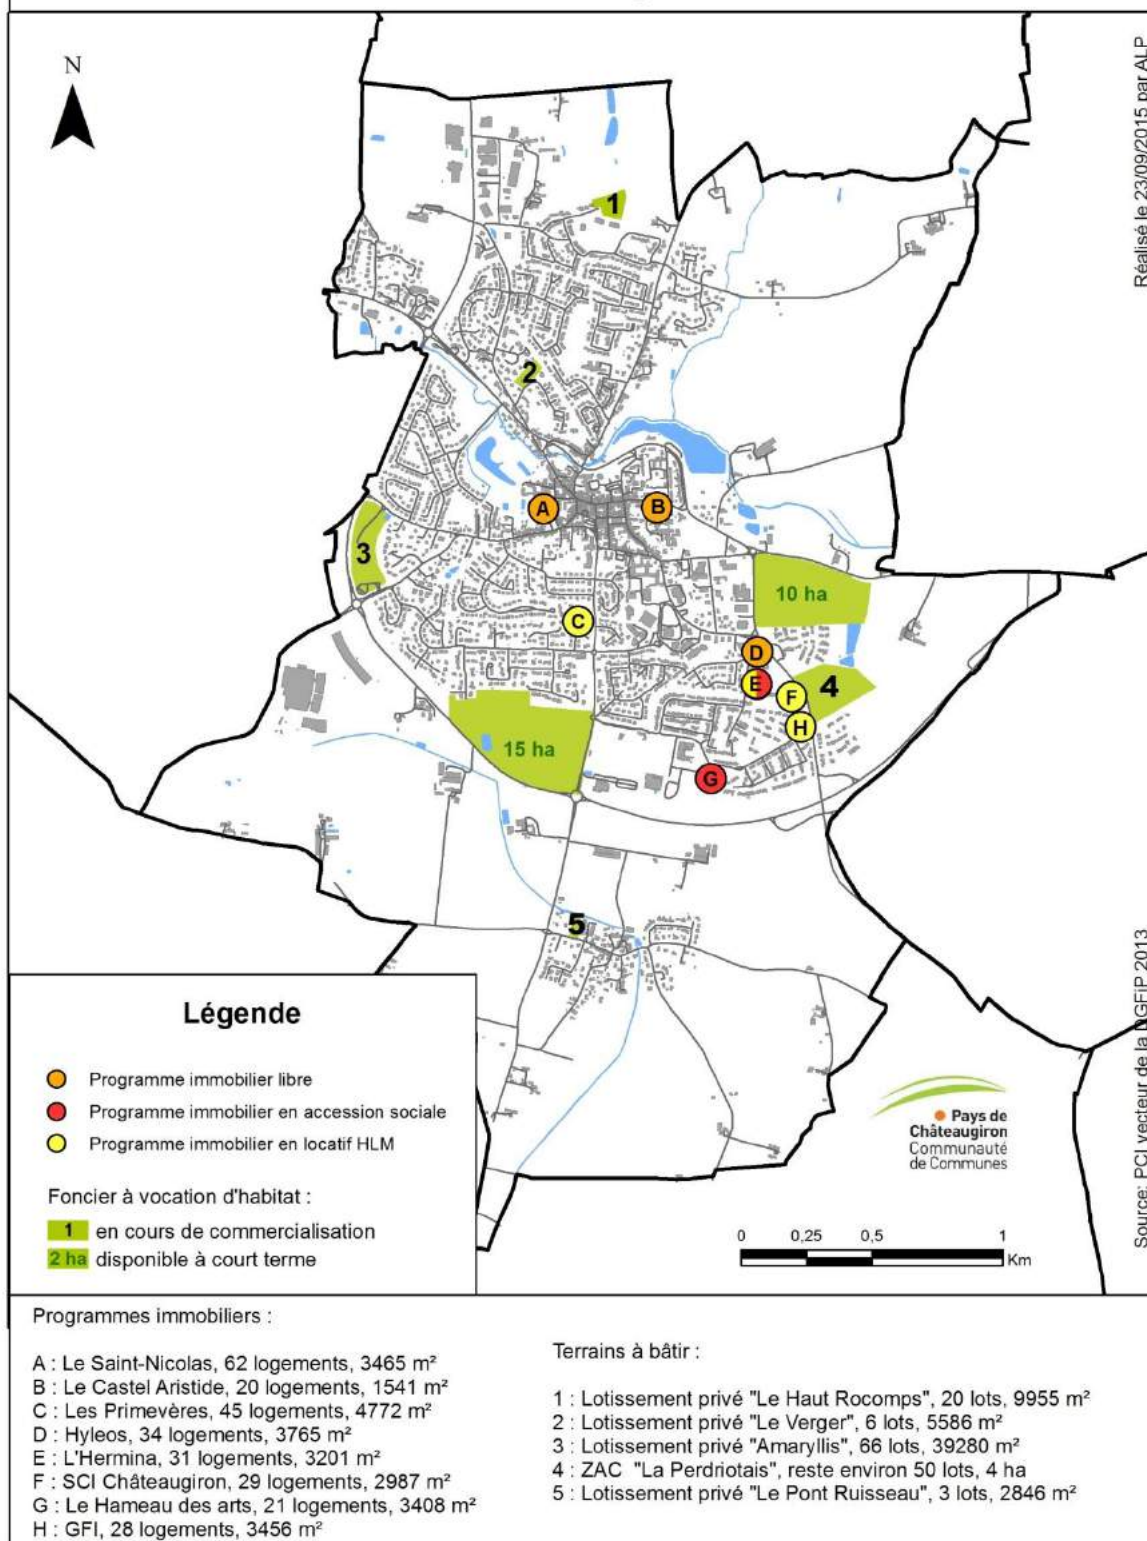 N
Réalisé le 23/09/2015 par ALP
1
2
A
B
3
10 ha
C
D
E
F
4
H
15 ha
G
5
Légende
Programme immobilier libre
Programme immobilier en accession sociale
Programme immobilier en locatif HLM
Foncier à vocation d'habitat :
1 en cours de commercialisation
2 ha disponible à court terme
Pays de
Châteaugiron
Communauté
de Communes
0 0,25 0,5 1
Km
Source: PCI vecteur de la DGFiP 2013
Programmes immobiliers :
A : Le Saint-Nicolas, 62 logements, 3465 m²
B : Le Castel Aristide, 20 logements, 1541 m²
C : Les Primevères, 45 logements, 4772 m²
D : Hyleos, 34 logements, 3765 m²
E : L'Hermina, 31 logements, 3201 m²
F : SCI Châteaugiron, 29 logements, 2987 m²
G : Le Hameau des arts, 21 logements, 3408 m²
H : GFI, 28 logements, 3456 m²
Terrains à bâtir :
1 : Lotissement privé "Le Haut Rocomps", 20 lots, 9955 m²
2 : Lotissement privé "Le Verger", 6 lots, 5586 m²
3 : Lotissement privé "Amaryllis", 66 lots, 39280 m²
4 : ZAC "La Perdriotais", reste environ 50 lots, 4 ha
5 : Lotissement privé "Le Pont Ruisseau", 3 lots, 2846 m²